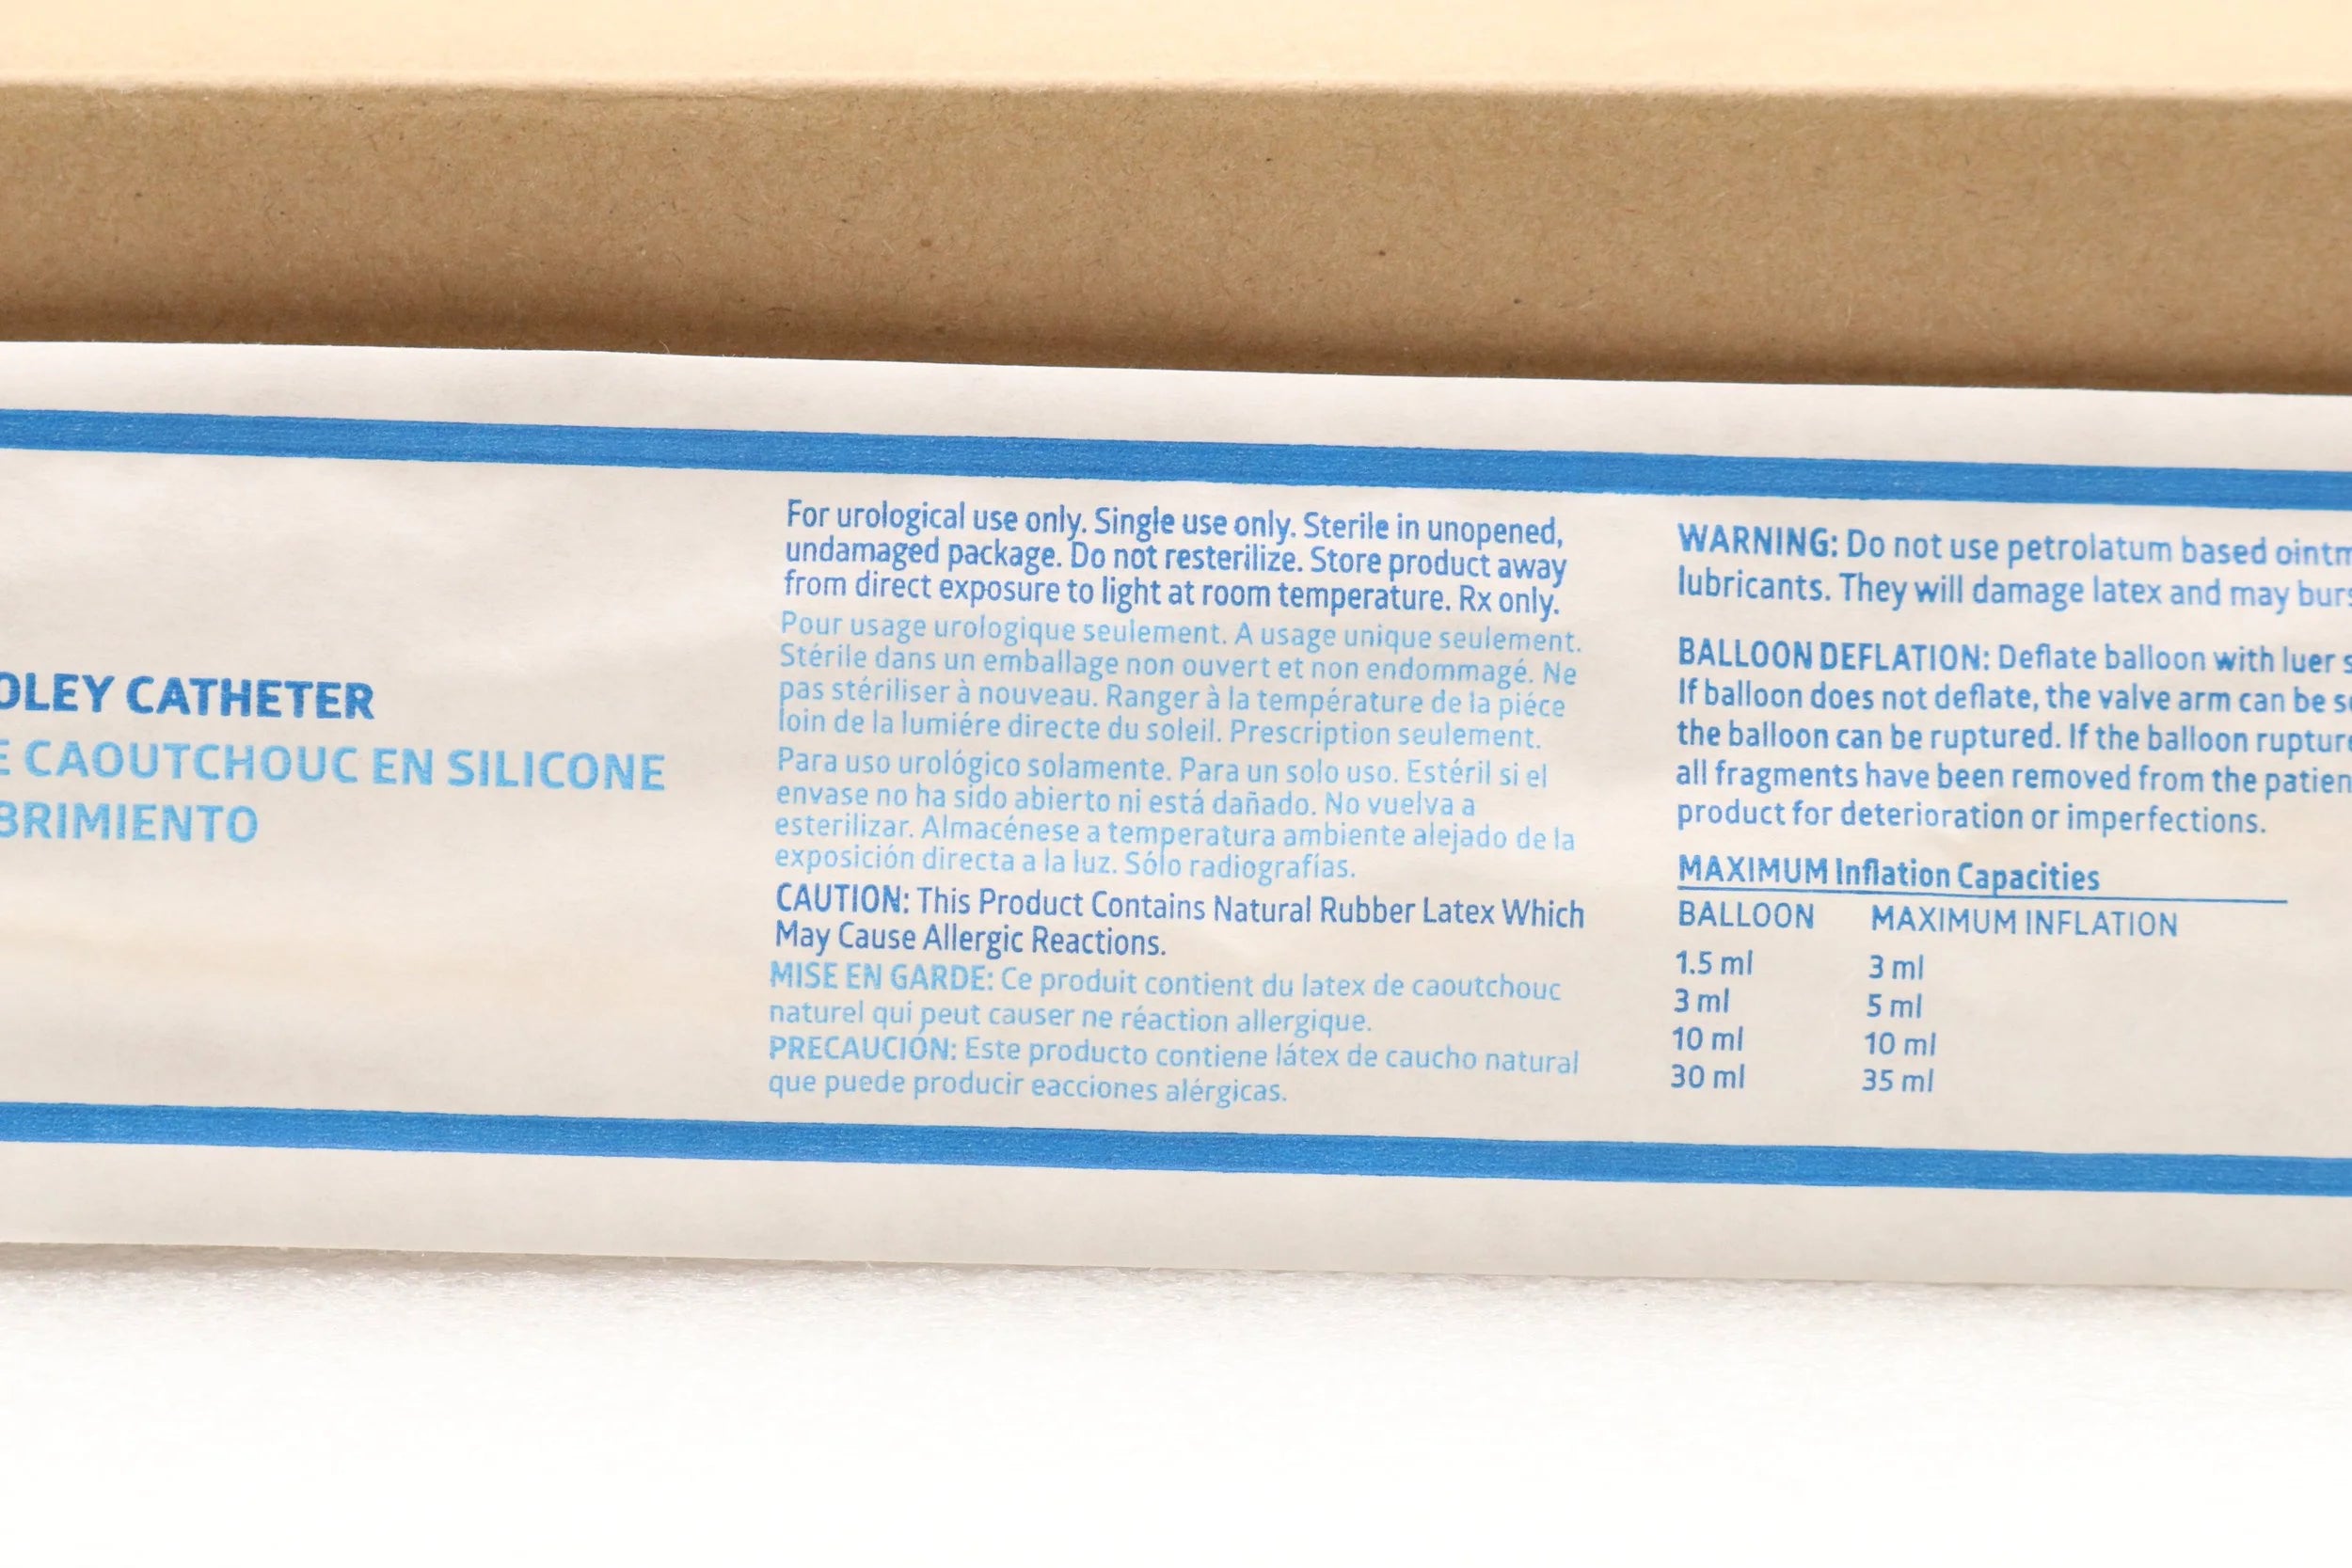 OLEY CATHETER
E CAOUTCHOUC EN SILICONE
BRIMIENTO
For urological use only. Single use only. Sterile in unopened,
undamaged package. Do not resterilize. Store product away
from direct exposure to light at room temperature. Rx only.
Pour usage urologique seulement. A usage unique seulement.
Stérile dans un emballage non ouvert et non endommagé. Ne
pas stériliser à nouveau. Ranger à la température de la piéce
loin de la lumiére directe du soleil. Prescription seulement.
Para uso urológico solamente. Para un solo uso. Estéril si el
envase no ha sido abierto ni está dañado. No vuelva a
esterilizar. Almacénese a temperatura ambiente alejado de la
exposición directa a la luz. Sólo radiografías.
CAUTION: This Product Contains Natural Rubber Latex Which
May Cause Allergic Reactions.
MISE EN GARDE: Ce produit contient du latex de caoutchouc
naturel qui peut causer ne réaction allergique.
PRECAUCIÓN: Este producto contiene látex de caucho natural
que puede producir eacciones alérgicas.
WARNING: Do not use petrolatum based ointm
lubricants. They will damage latex and may burs
BALLOON DEFLATION: Deflate balloon with luer s
If balloon does not deflate, the valve arm can be se
the balloon can be ruptured. If the balloon rupture
all fragments have been removed from the patien
product for deterioration or imperfections.
MAXIMUM Inflation Capacities
BALLOON MAXIMUM INFLATION
1.5 ml 3 ml
3 ml 5 ml
10 ml 10 ml
30 ml 35 ml